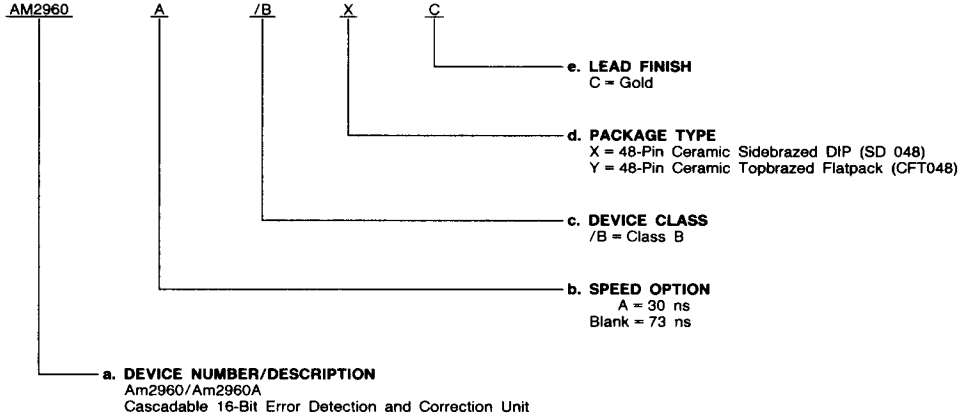 AM2960 A /B X C
e. LEAD FINISH
C = Gold
d. PACKAGE TYPE
X = 48-Pin Ceramic Sidebrazed DIP (SD 048)
Y = 48-Pin Ceramic Topbrazed Flatpack (CFT048)
c. DEVICE CLASS
/B = Class B
b. SPEED OPTION
A = 30 ns
Blank = 73 ns
a. DEVICE NUMBER/DESCRIPTION
Am2960/Am2960A
Cascadable 16-Bit Error Detection and Correction Unit